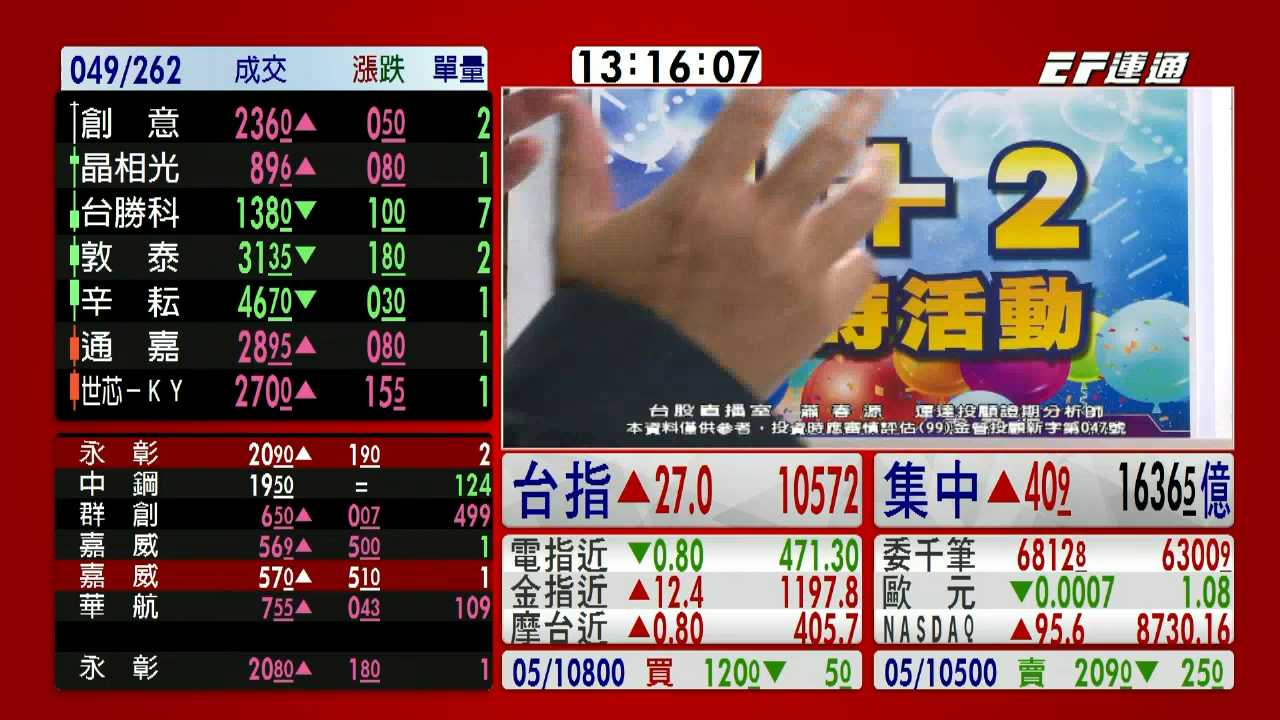 049/262 成交 漲跌 單量
創意 2360▲ 050 2
晶相光 896▲ 080 1
台勝科 1380▼ 100 7
敦泰 3135▼ 180 2
辛耘 4670▼ 030 1
通嘉 2895▲ 080 1
世芯－KY 2700▲ 155 1
永彰 2090▲ 190 2
中鋼 1950 = 124
群創 650▲ 007 499
嘉威 569▲ 500 1
嘉威 570▲ 510 1
華航 755▲ 043 109
永彰 2080▲ 180 1
13:16:07
EF運通
+2
活動
台股直播室 蕭春源 運達投顧證期分析師
本資料僅供參考，投資時應審慎評估(99)金管投顧新字第047號
台指▲27.0 10572
集中▲409 16365億
電指近 ▼0.80 471.30
金指近 ▲12.4 1197.8
摩台近 ▲0.80 405.7
委千筆 68128 63009
歐元 ▼0.0007 1.08
NASDAQ ▲95.6 8730.16
05/10800 買 1200▼ 50
05/10500 賣 2090▼ 250